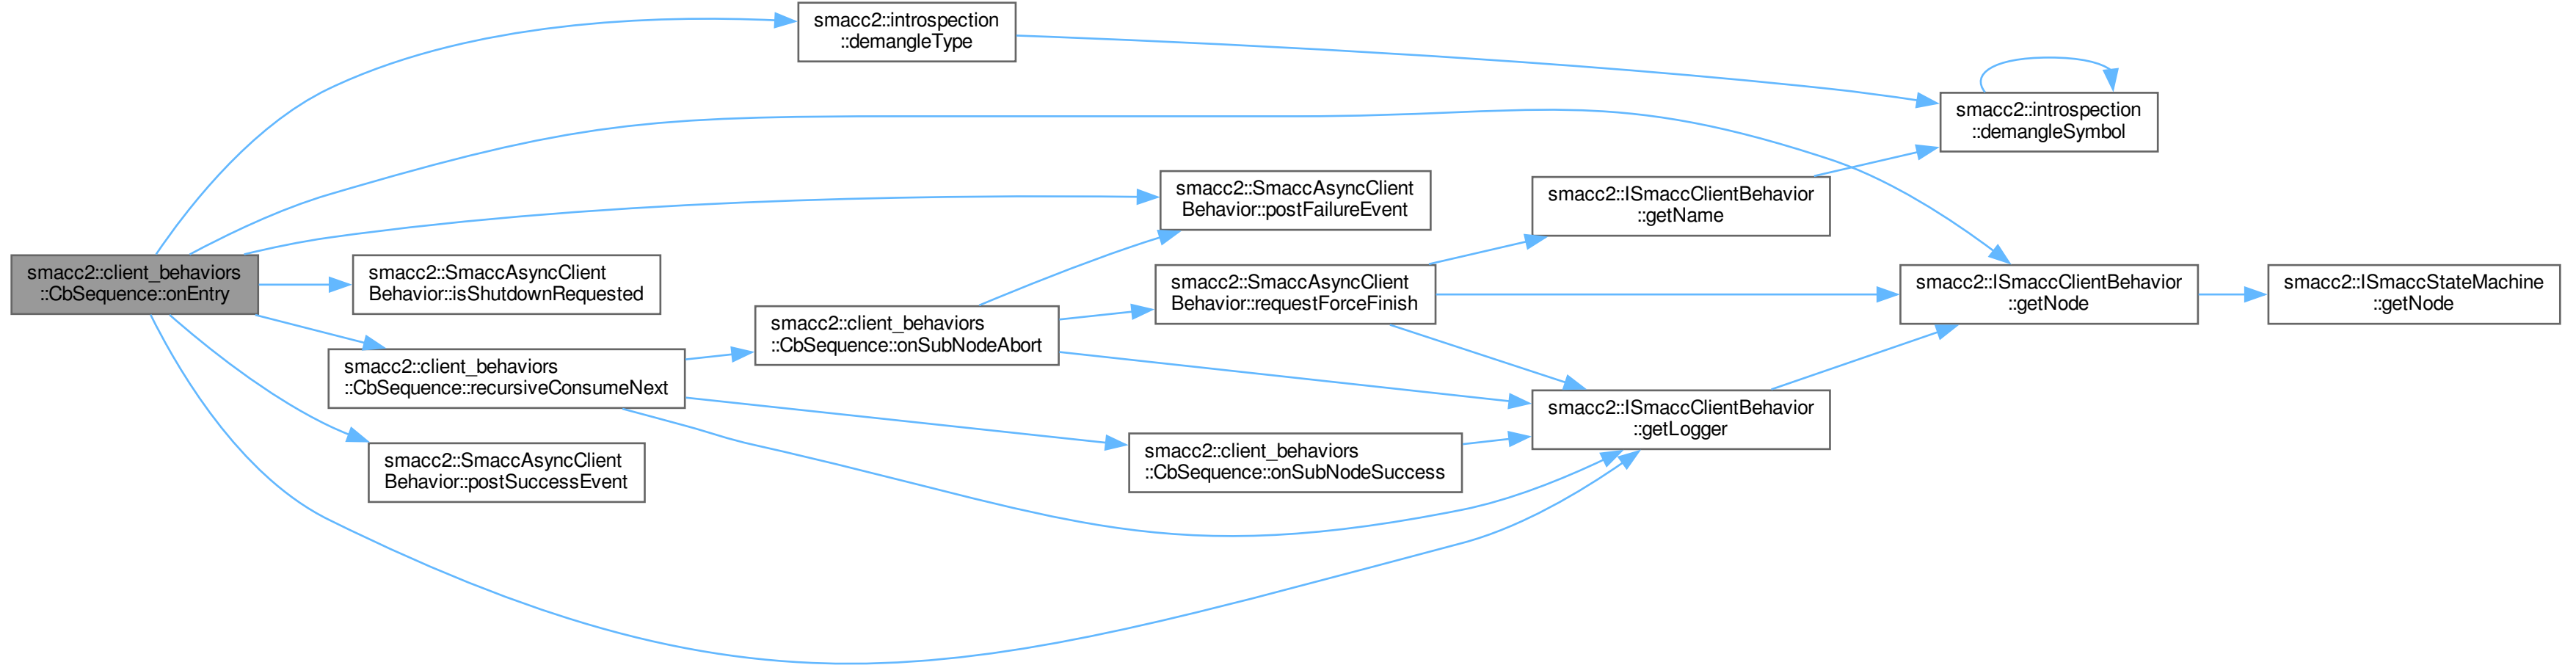 smacc2::introspection
::demangleType
smacc2::introspection
::demangleSymbol
smacc2::SmaccAsyncClient
Behavior::postFailureEvent
smacc2::ISmaccClientBehavior
::getName
smacc2::client_behaviors
::CbSequence::onEntry
smacc2::SmaccAsyncClient
Behavior::isShutdownRequested
smacc2::SmaccAsyncClient
Behavior::requestForceFinish
smacc2::ISmaccClientBehavior
::getNode
smacc2::ISmaccStateMachine
::getNode
smacc2::client_behaviors
::CbSequence::onSubNodeAbort
smacc2::client_behaviors
::CbSequence::recursiveConsumeNext
smacc2::ISmaccClientBehavior
::getLogger
smacc2::client_behaviors
::CbSequence::onSubNodeSuccess
smacc2::SmaccAsyncClient
Behavior::postSuccessEvent